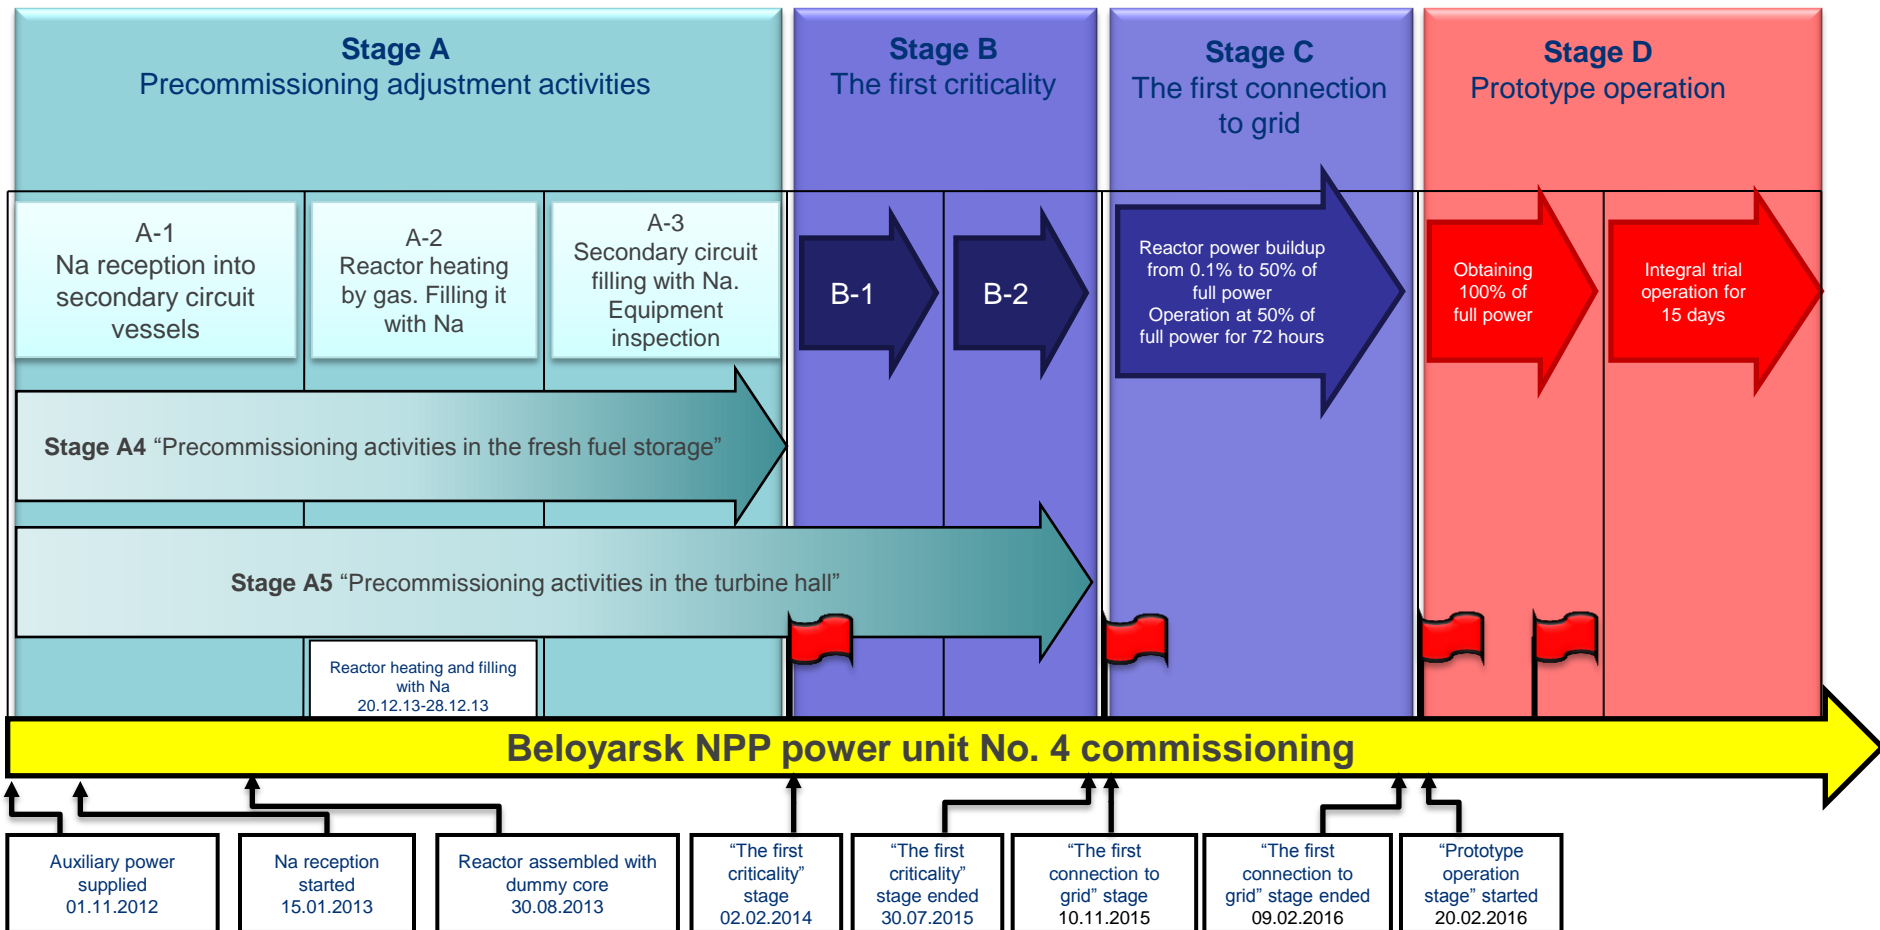 Stage A
Precommissioning adjustment activities
Stage B
The first criticality
Stage C
The first connection
to grid
Stage D
Prototype operation
A-1
Na reception into
secondary circuit
vessels
A-2
Reactor heating
by gas. Filling it
with Na
A-3
Secondary circuit
filling with Na.
Equipment
inspection
B-1
B-2
Reactor power buildup
from 0.1% to 50% of
full power
Operation at 50% of
full power for 72 hours
Obtaining
100% of
full power
Integral trial
operation for
15 days
Stage A4 “Precommissioning activities in the fresh fuel storage”
Stage A5 “Precommissioning activities in the turbine hall”
Reactor heating and filling
with Na
20.12.13-28.12.13
Beloyarsk NPP power unit No. 4 commissioning
Auxiliary power
supplied
01.11.2012
Na reception
started
15.01.2013
Reactor assembled with
dummy core
30.08.2013
“The first
criticality”
stage
02.02.2014
“The first
criticality”
stage ended
30.07.2015
“The first
connection to
grid” stage
10.11.2015
“The first
connection to
grid” stage ended
09.02.2016
“Prototype
operation
stage” started
20.02.2016